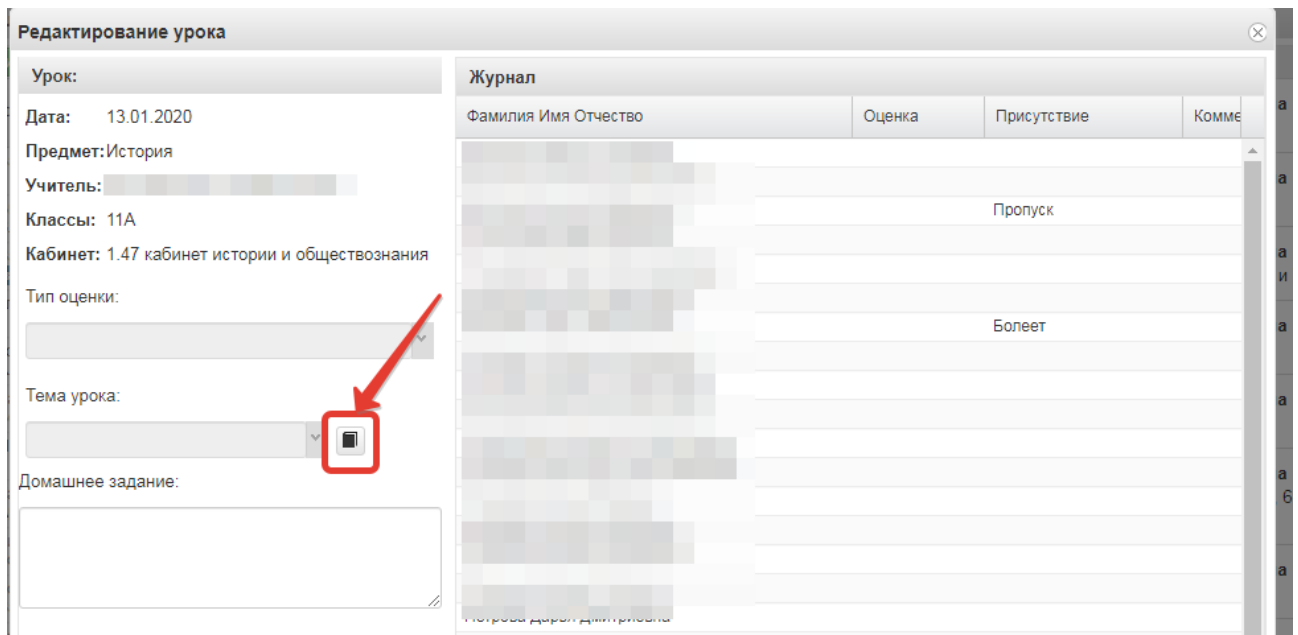 Редактирование урока
Урок:
Дата: 13.01.2020
Предмет: История
Учитель:
Классы: 11А
Кабинет: 1.47 кабинет истории и обществознания
Тип оценки:
Тема урока:
Домашнее задание:
Журнал
Фамилия Имя Отчество Оценка Присутствие Комме
Пропуск
Болеет
а
а
а
и
а
а
а
6
а